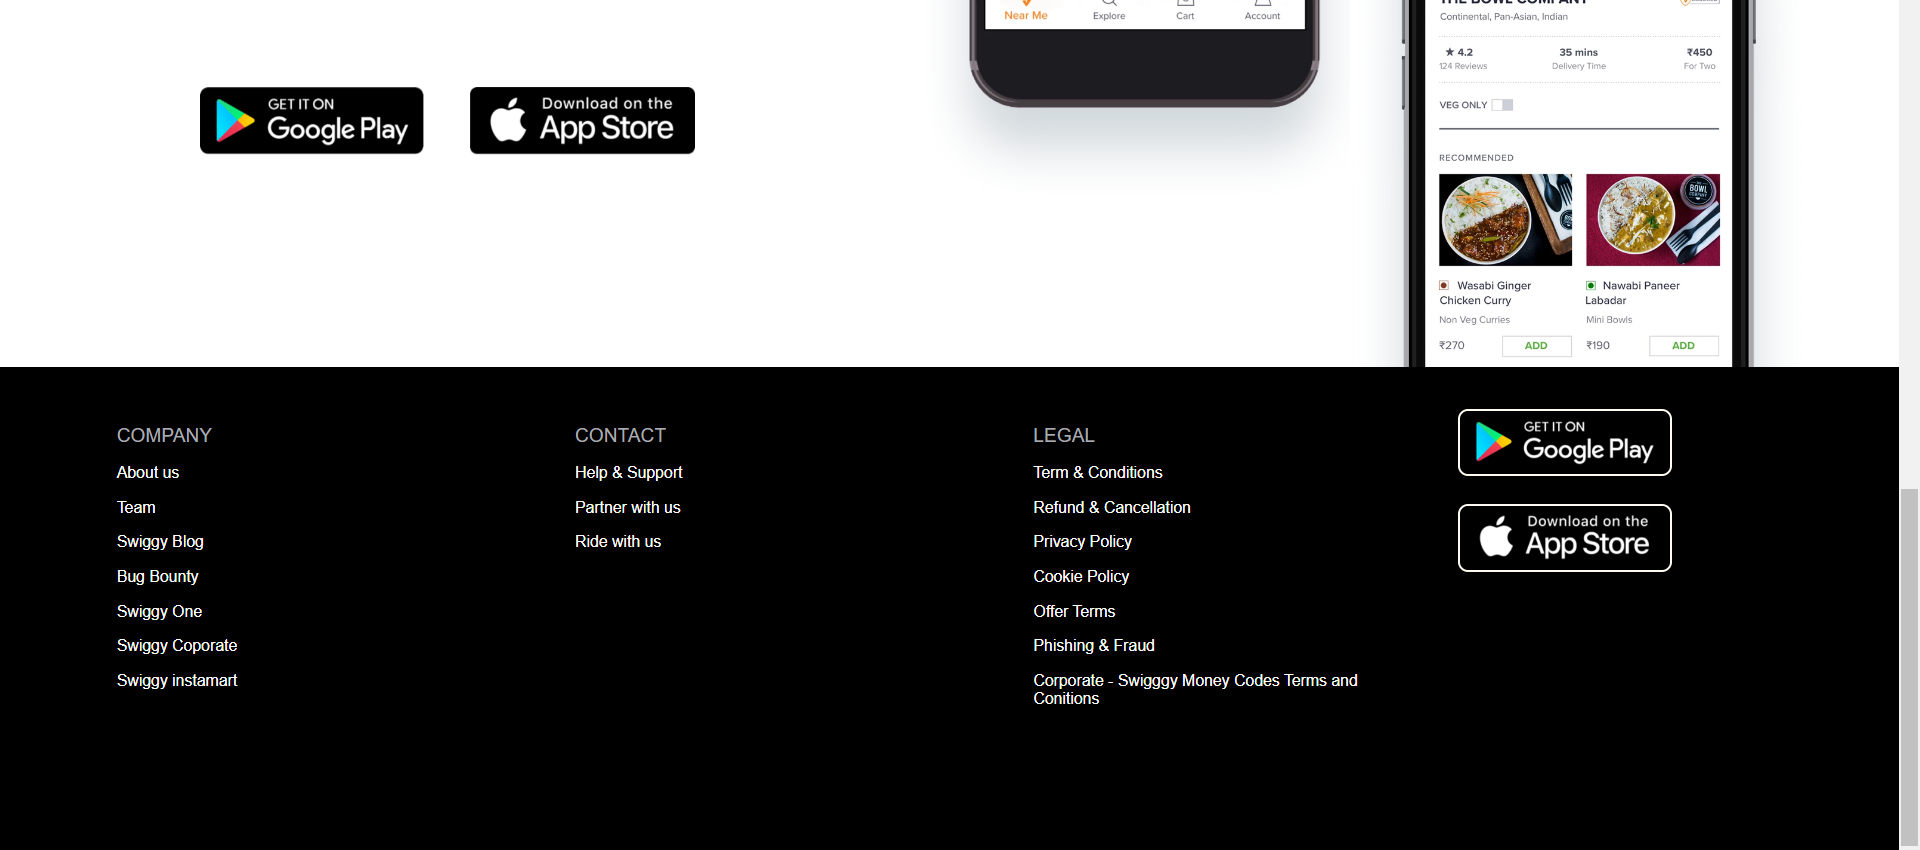 Near Me
Explore
Cart
Account
THE BOWL COMPANY
Continental, Pan-Asian, Indian
★ 4.2
35 mins
₹450
124 Reviews
Delivery Time
For Two
VEG ONLY
GET IT ON
Google Play
Download on the
App Store
RECOMMENDED
BOWL
Wasabi Ginger
Chicken Curry
Non Veg Curries
₹270
ADD
Nawabi Paneer
Labadar
Mini Bowls
₹190
ADD
COMPANY
About us
Team
Swiggy Blog
Bug Bounty
Swiggy One
Swiggy Coporate
Swiggy instamart
CONTACT
Help & Support
Partner with us
Ride with us
LEGAL
Term & Conditions
Refund & Cancellation
Privacy Policy
Cookie Policy
Offer Terms
Phishing & Fraud
Corporate - Swigggy Money Codes Terms and
Conitions
GET IT ON
Google Play
Download on the
App Store